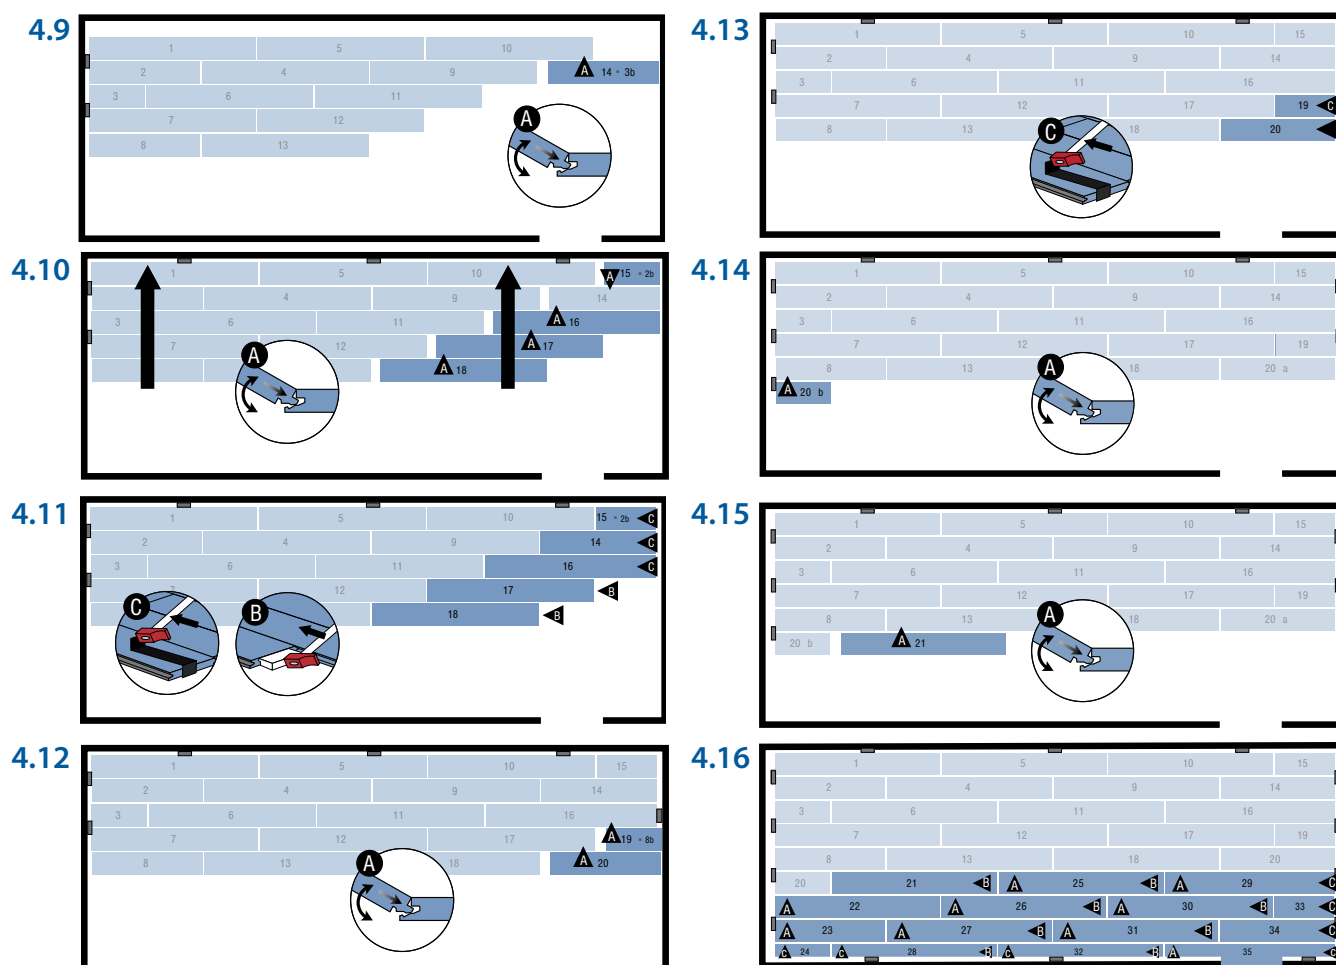 4.9
1 5 10
2 4 9 A 14 • 3b
3 6 11
7 12
8 13
A
4.10
1 5 10 A 15 • 2b
4 9 14
3 6 11 A 16
7 12 A 17
A 18
A
4.11
1 5 10 15 • 2b C
2 4 9 14 C
3 6 11 16 C
7 12 17 B
18 B
C B
4.12
1 5 10 15
2 4 9 14
3 6 11 16
7 12 17 A 19 • 8b
8 13 18 A 20
A
4.13
1 5 10 15
2 4 9 14
3 6 11 16
7 12 17 19 C
8 13 18 20
C
4.14
1 5 10 15
2 4 9 14
3 6 11 16
7 12 17 19
8 13 18 20 a
A 20 b
A
4.15
1 5 10 15
2 4 9 14
3 6 11 16
7 12 17 19
8 13 18 20 a
20 b A 21
A
4.16
1 5 10 15
2 4 9 14
3 6 11 16
7 12 17 19
8 13 18 20
20 21 B A 25 B A 29 C
A 22 A 26 B A 30 B 33 C
A 23 A 27 B A 31 B 34 C
C 24 C 28 B C 32 B A 35 C